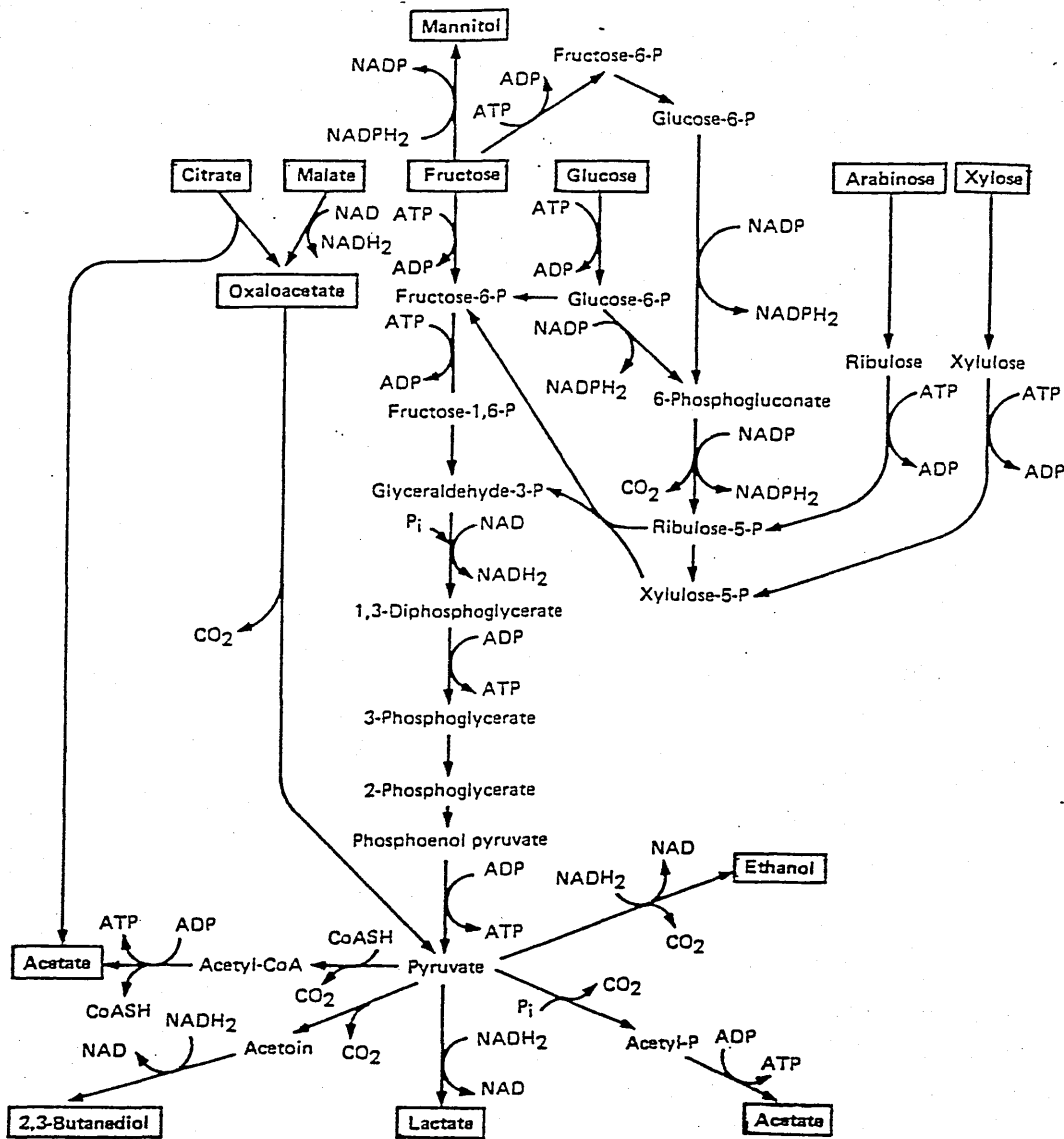 Mannitol
Fructose-6-P
NADP
ADP
ATP
Glucose-6-P
NADPH2
Citrate
Malate
Fructose
Glucose
Arabinose
Xylose
NAD
NADH2
ATP
ADP
ATP
ADP
NADP
NADPH2
Oxaloacetate
Fructose-6-P
Glucose-6-P
ATP
ADP
NADP
NADPH2
Ribulose
Xylulose
6-Phosphogluconate
ATP
ADP
ATP
ADP
Fructose-1,6-P
NADP
CO2
NADPH2
Glyceraldehyde-3-P
Pi
NAD
NADH2
Ribulose-5-P
Xylulose-5-P
1,3-Diphosphoglycerate
CO2
ADP
ATP
3-Phosphoglycerate
2-Phosphoglycerate
Phosphoenol pyruvate
ADP
ATP
NADH2
NAD
CO2
Ethanol
ATP
ADP
CoASH
Acetate
Acetyl-CoA
CO2
Pyruvate
CoASH
Pi
CO2
NADH2
NAD
Acetoin
CO2
NADH2
NAD
Acetyl-P
ADP
ATP
2,3-Butanediol
Lactate
Acetate